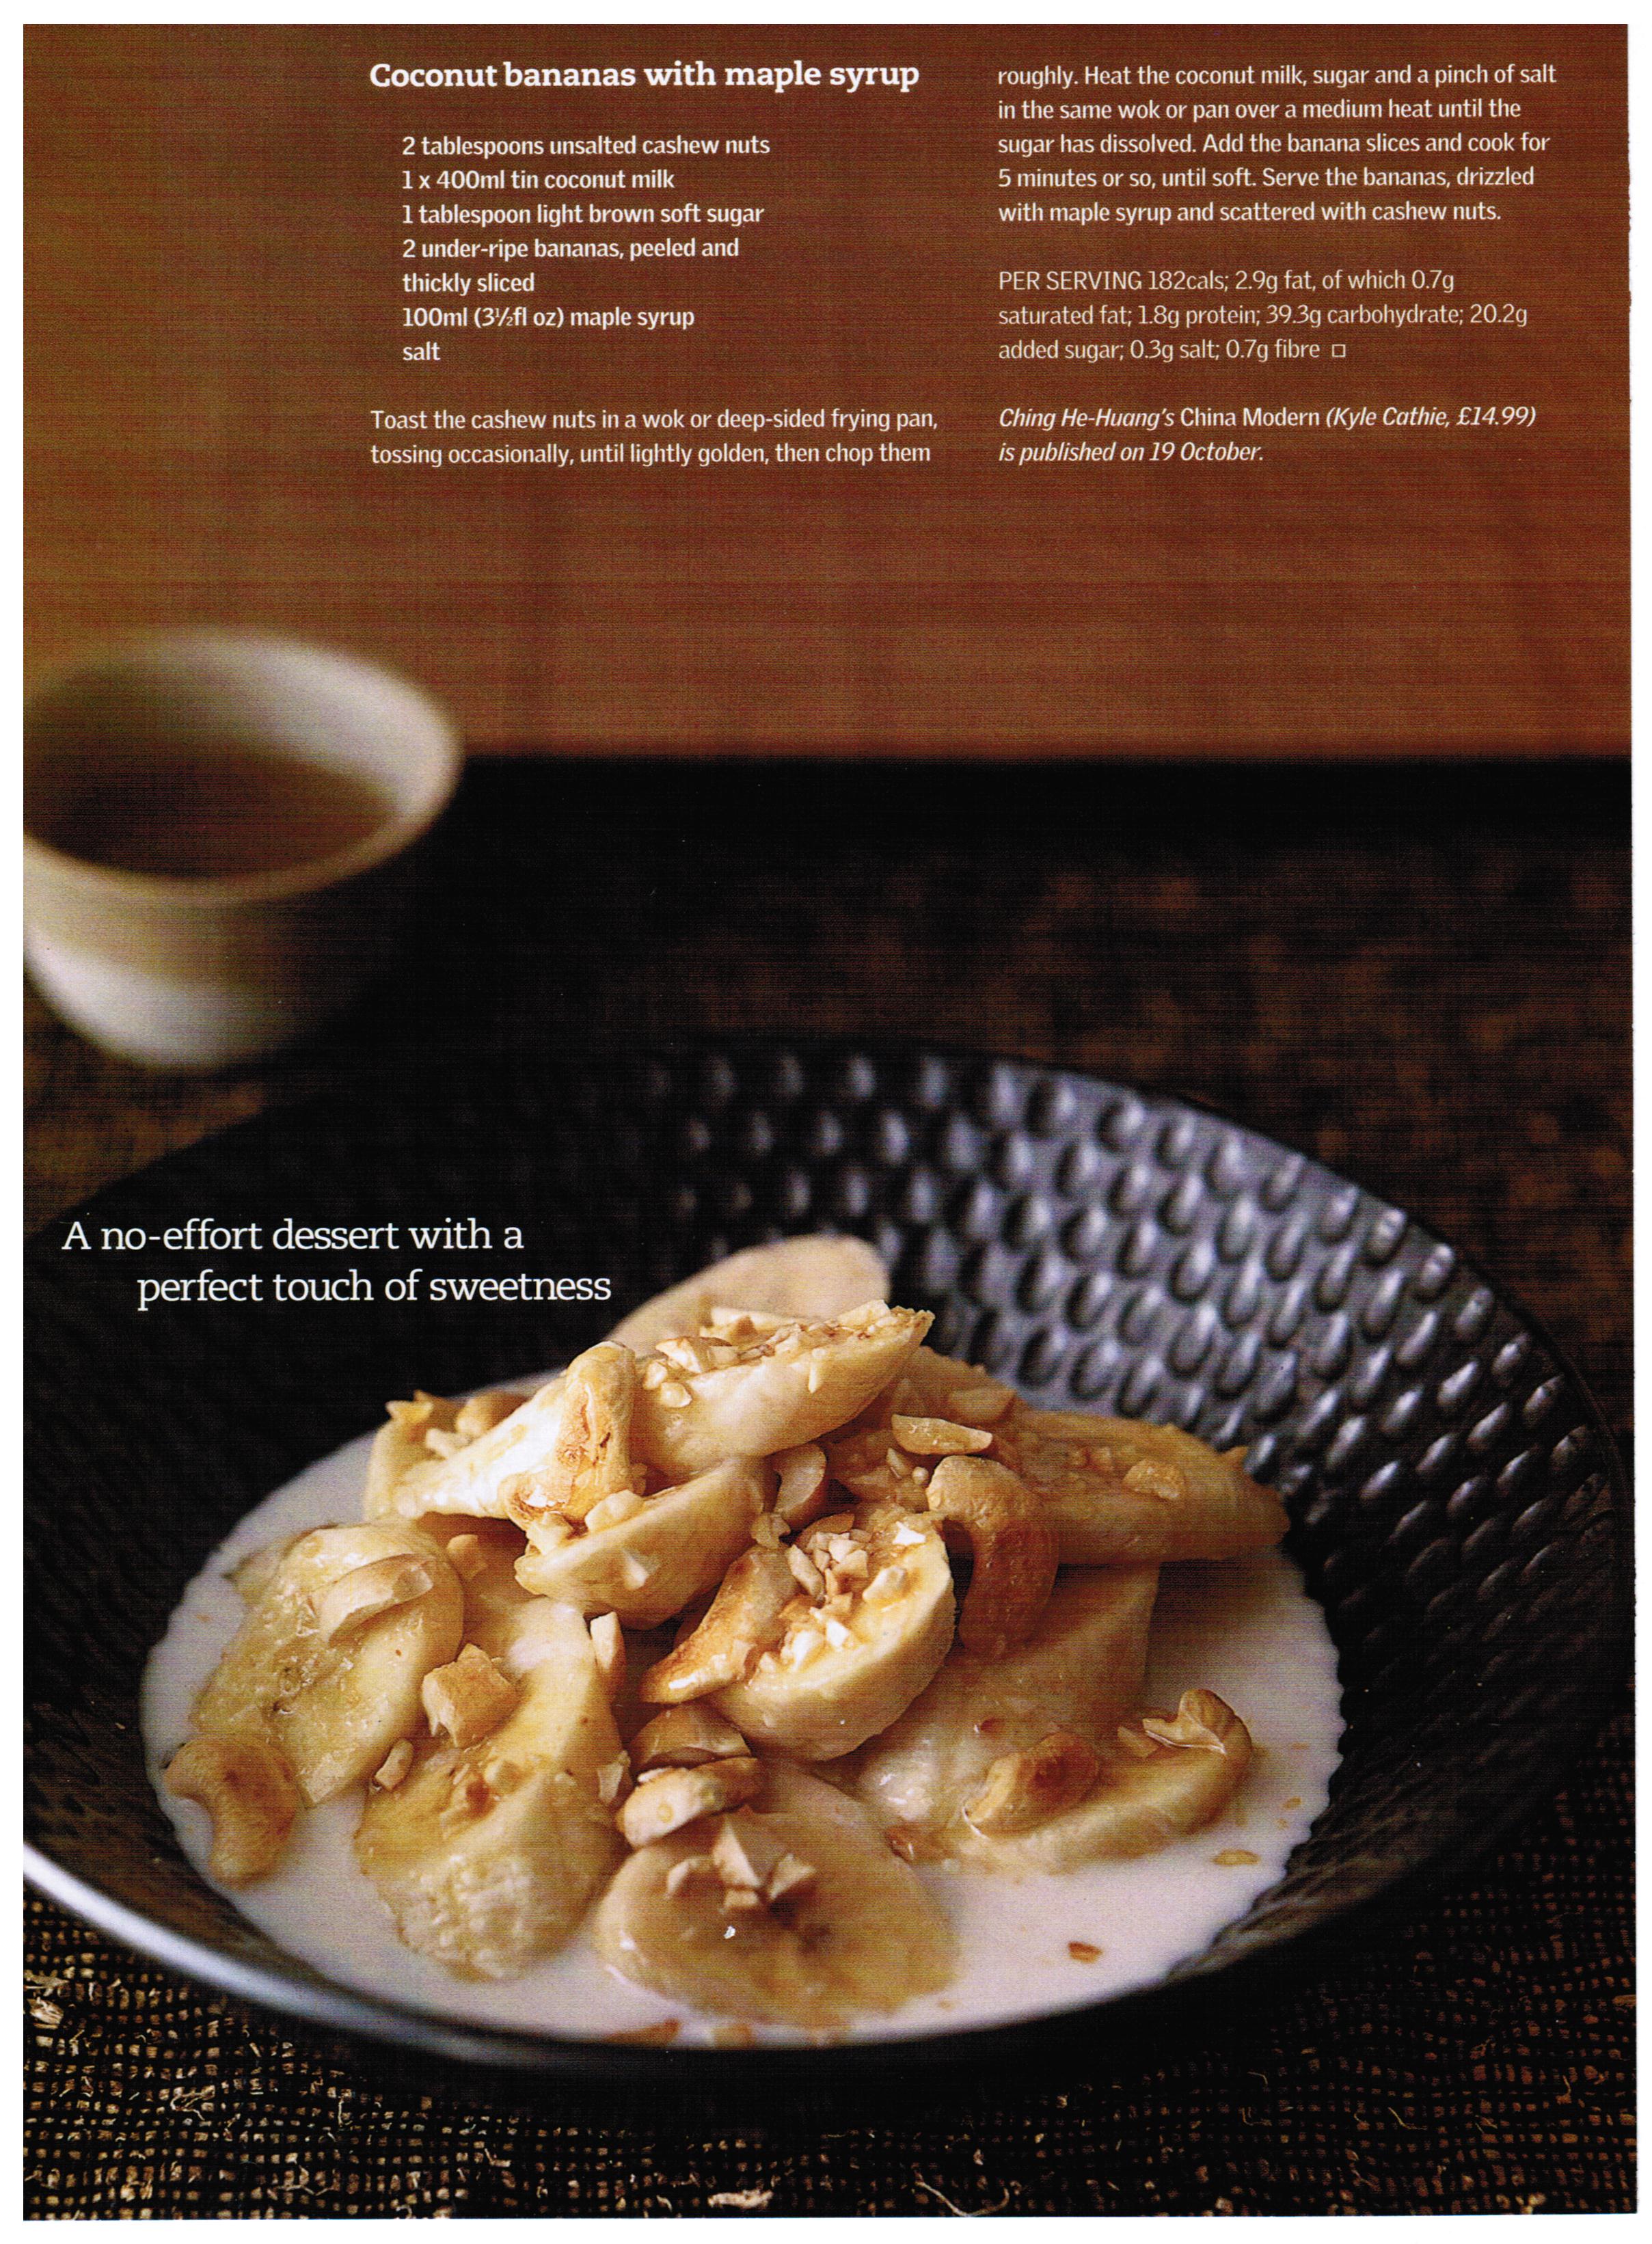 Coconut bananas with maple syrup
2 tablespoons unsalted cashew nuts
1 x 400ml tin coconut milk
1 tablespoon light brown soft sugar
2 under-ripe bananas, peeled and
thickly sliced
100ml (3½fl oz) maple syrup
salt
Toast the cashew nuts in a wok or deep-sided frying pan,
tossing occasionally, until lightly golden, then chop them
roughly. Heat the coconut milk, sugar and a pinch of salt
in the same wok or pan over a medium heat until the
sugar has dissolved. Add the banana slices and cook for
5 minutes or so, until soft. Serve the bananas, drizzled
with maple syrup and scattered with cashew nuts.
PER SERVING 182cals; 2.9g fat, of which 0.7g
saturated fat; 1.8g protein; 39.3g carbohydrate; 20.2g
added sugar; 0.3g salt; 0.7g fibre □
Ching He-Huang's China Modern (Kyle Cathie, £14.99)
is published on 19 October.
A no-effort dessert with a
perfect touch of sweetness